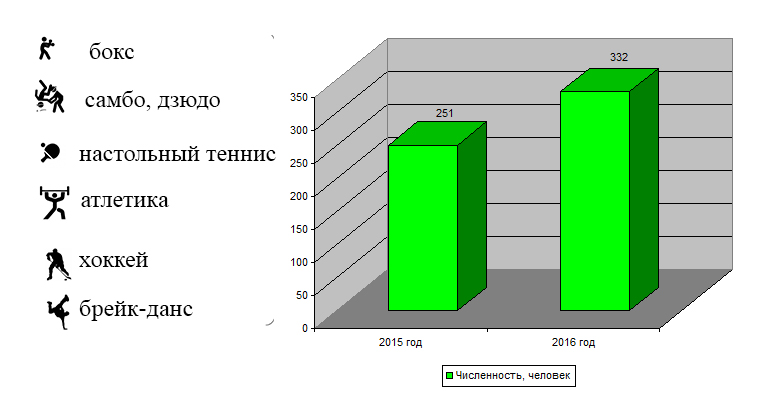 бокс
самбо, дзюдо
настольный теннис
атлетика
хоккей
брейк-данс
332
251
350
300
250
200
150
100
50
0
2015 год
2016 год
Численность, человек